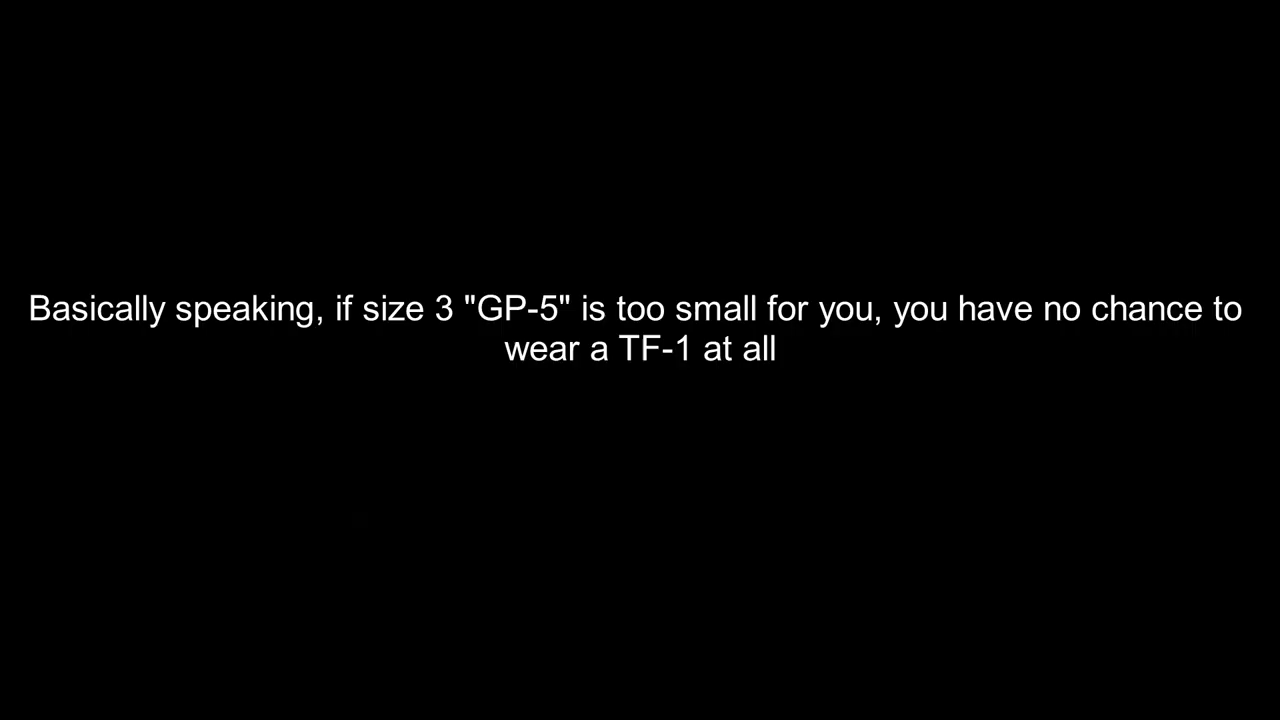 Basically speaking, if size 3 "GP-5" is too small for you, you have no chance to
wear a TF-1 at all